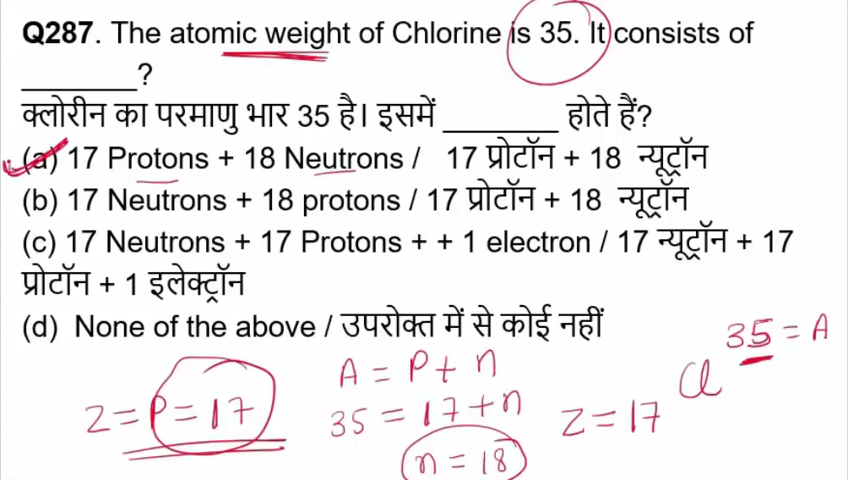 Q287. The atomic weight of Chlorine is 35. It consists of
_______?
क्लोरीन का परमाणु भार 35 है। इसमें _______ होते हैं?
(a) 17 Protons + 18 Neutrons / 17 प्रोटॉन + 18 न्यूट्रॉन
(b) 17 Neutrons + 18 protons / 17 प्रोटॉन + 18 न्यूट्रॉन
(c) 17 Neutrons + 17 Protons + + 1 electron / 17 न्यूट्रॉन + 17
प्रोटॉन + 1 इलेक्ट्रॉन
(d) None of the above / उपरोक्त में से कोई नहीं
Z = P = 17
A = P + n
35 = 17 + n
n = 18
Z = 17
Cl 35 = A